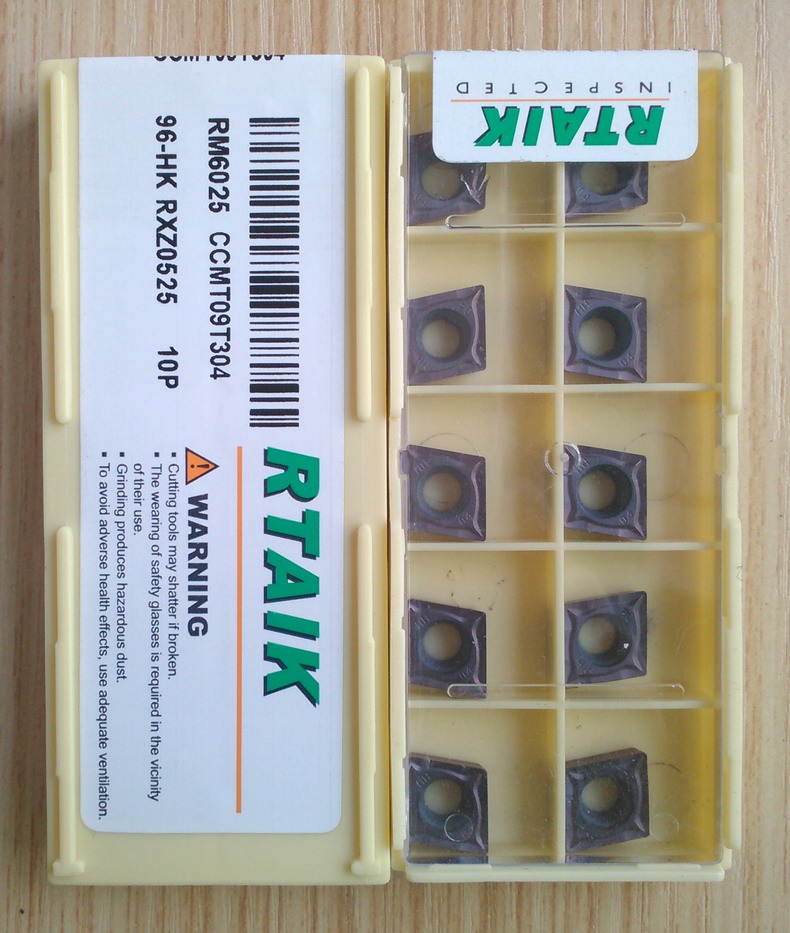 CCMT09T304
RM6025 CCMT09T304
96-HK RXZ0525 10P
RTAIK
WARNING
▪ Cutting tools may shatter if broken.
▪ The wearing of safety glasses is required in the vicinity
of their use.
▪ Grinding produces hazardous dust.
▪ To avoid adverse health effects, use adequate ventilation.
RTAIK
INSPECTED